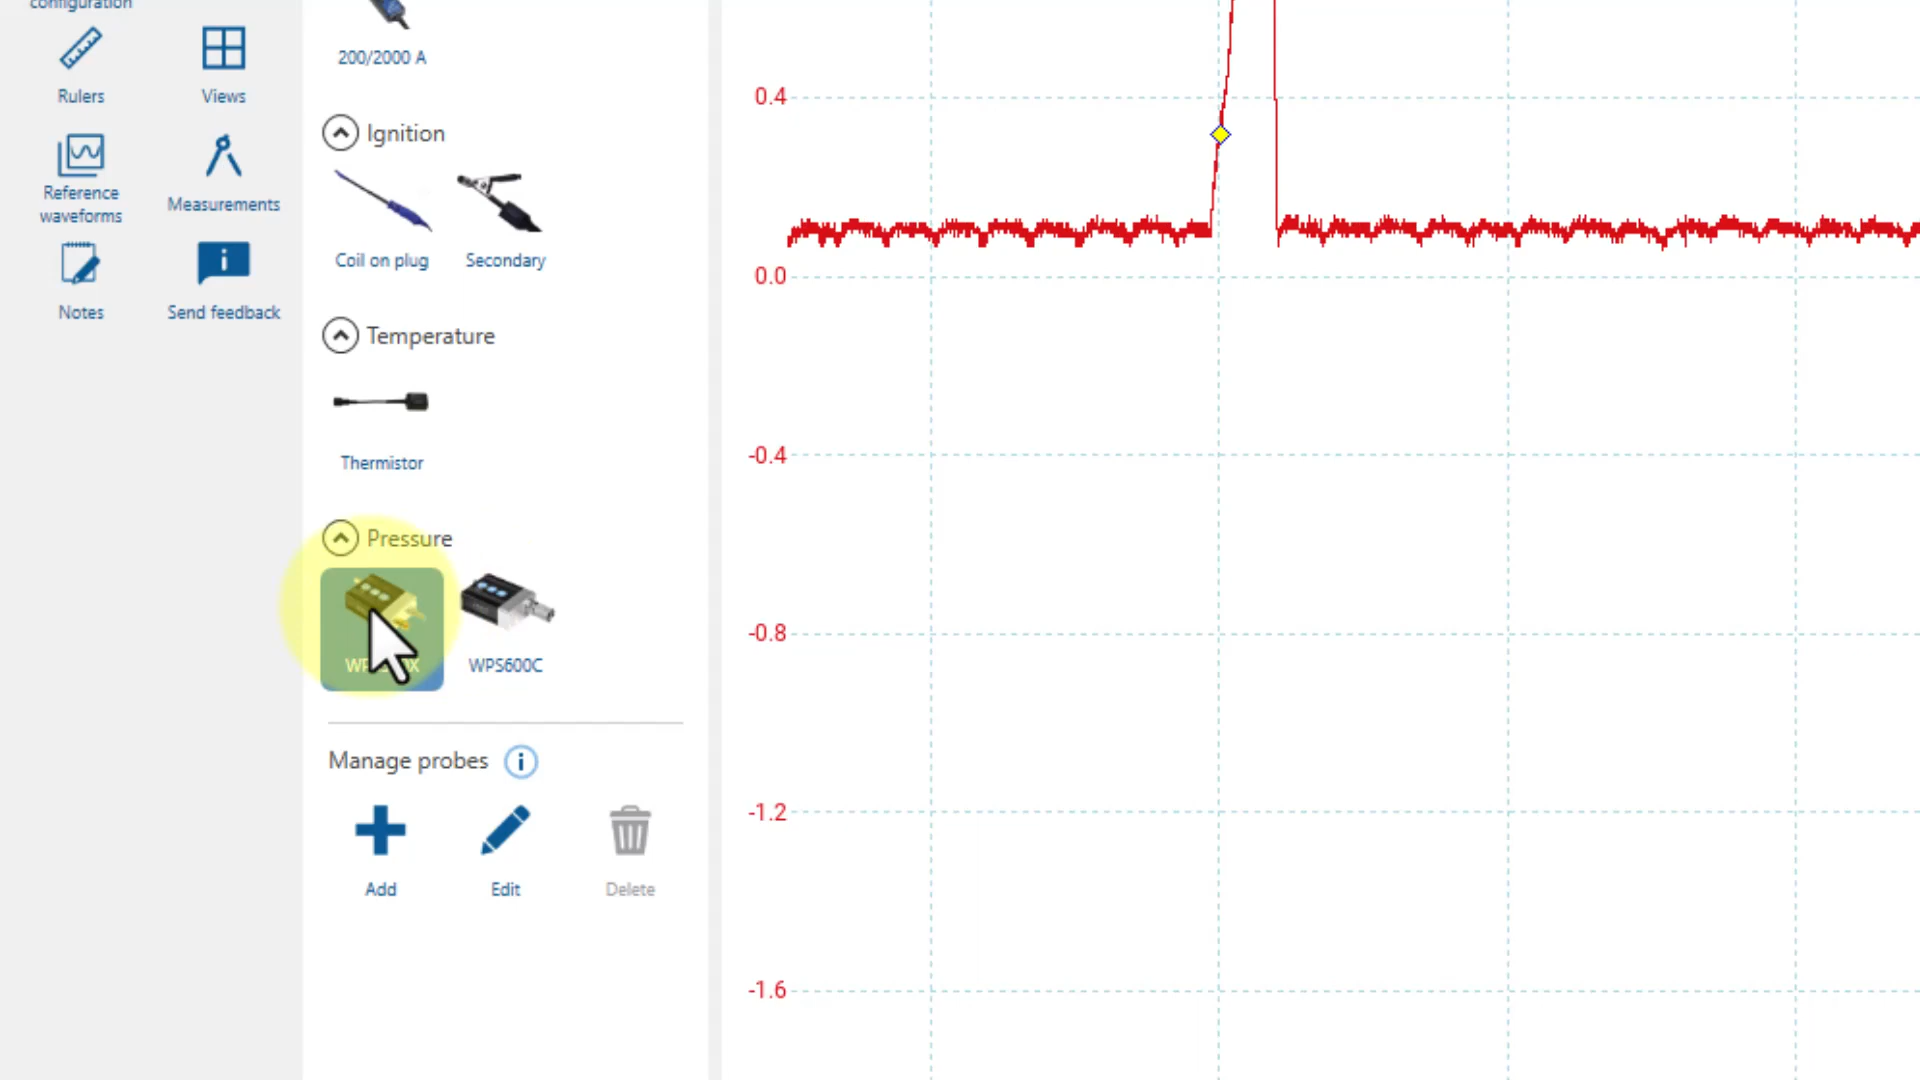 configuration
Rulers
Views
Reference
waveforms
Measurements
Notes
Send feedback
200/2000 A
Ignition
Coil on plug
Secondary
Temperature
Thermistor
Pressure
WPS600C
Manage probes
Add
Edit
Delete
0.4
0.0
-0.4
-0.8
-1.2
-1.6